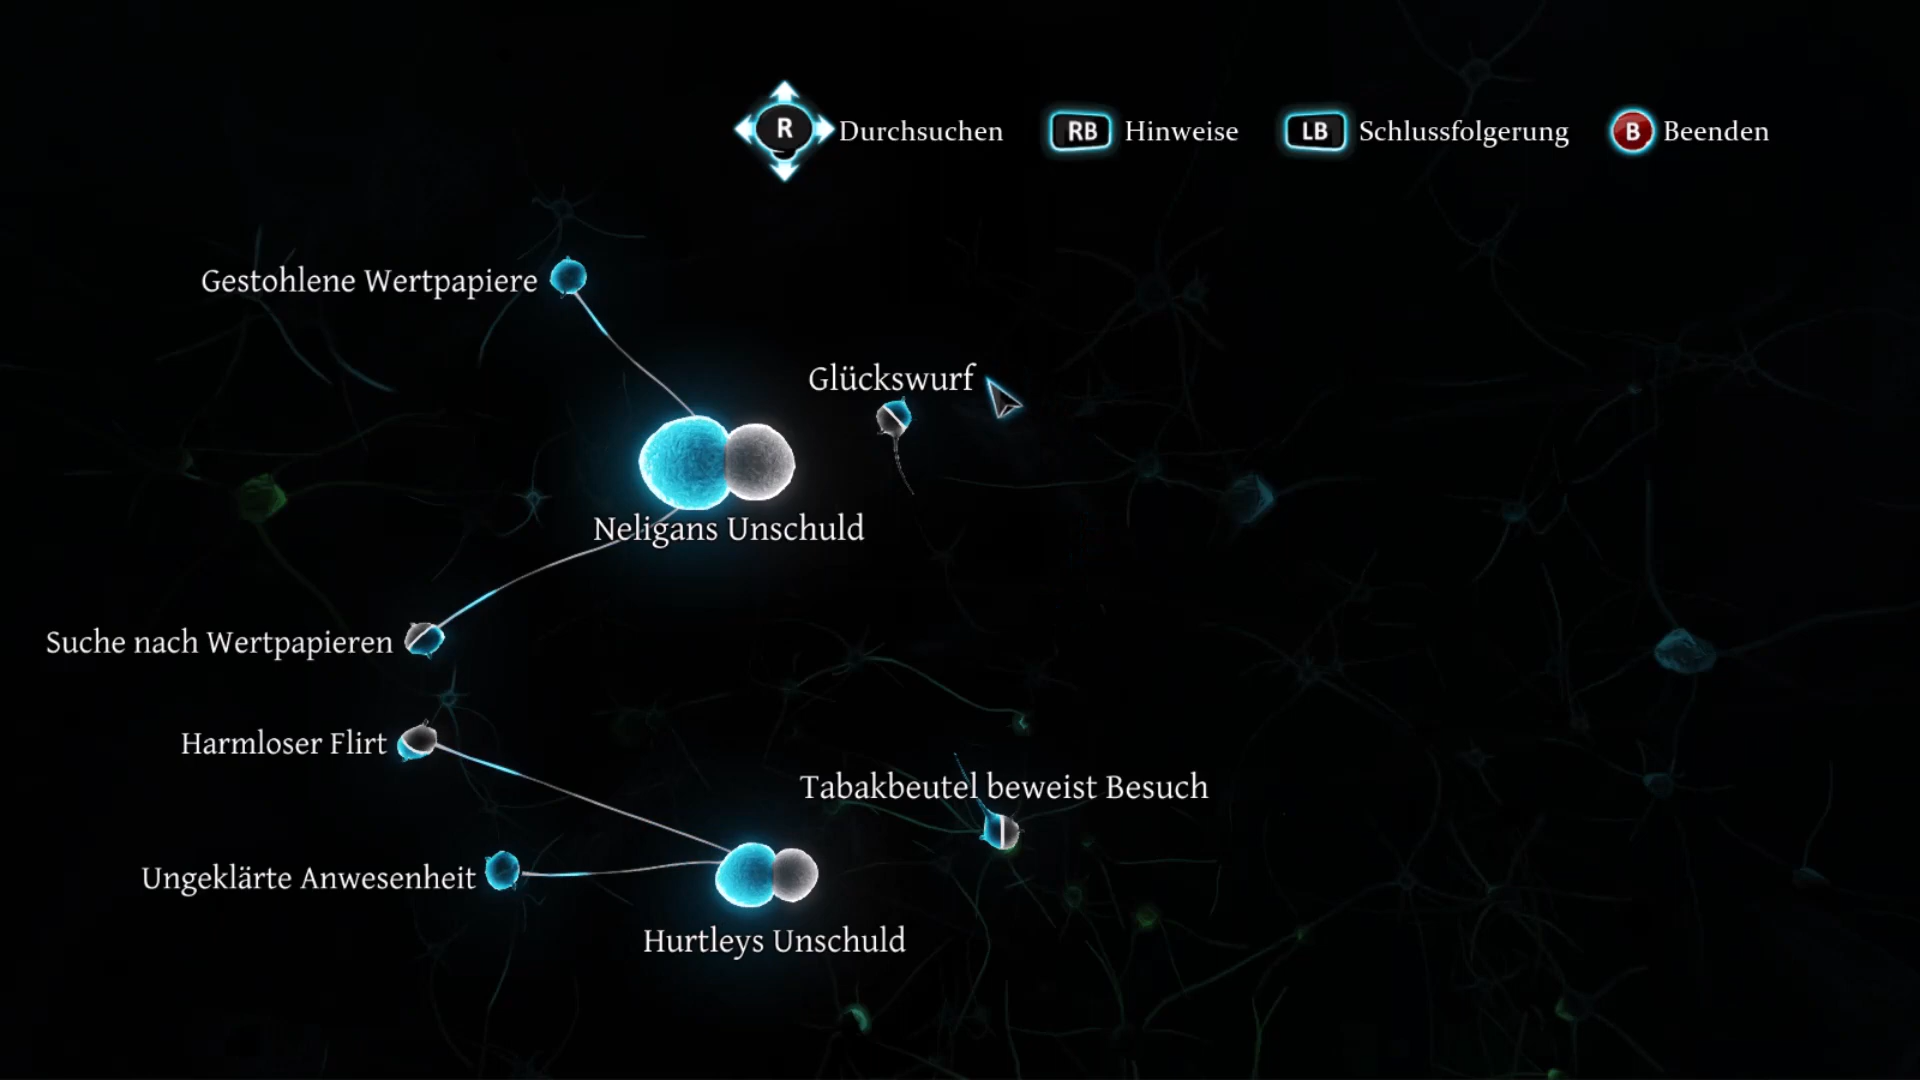 R Durchsuchen RB Hinweise LB Schlussfolgerung B Beenden
Gestohlene Wertpapiere
Glückswurf
Neligans Unschuld
Suche nach Wertpapieren
Harmloser Flirt
Tabakbeutel beweist Besuch
Ungeklärte Anwesenheit
Hurtleys Unschuld